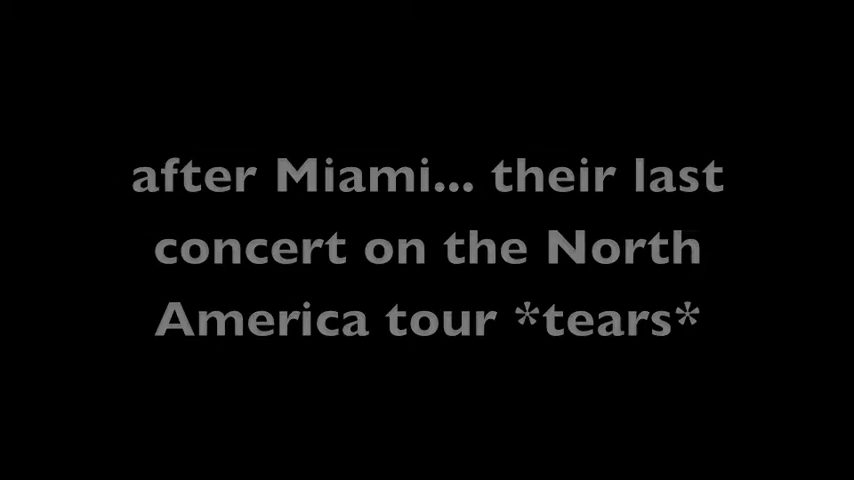 after Miami... their last
concert on the North
America tour *tears*